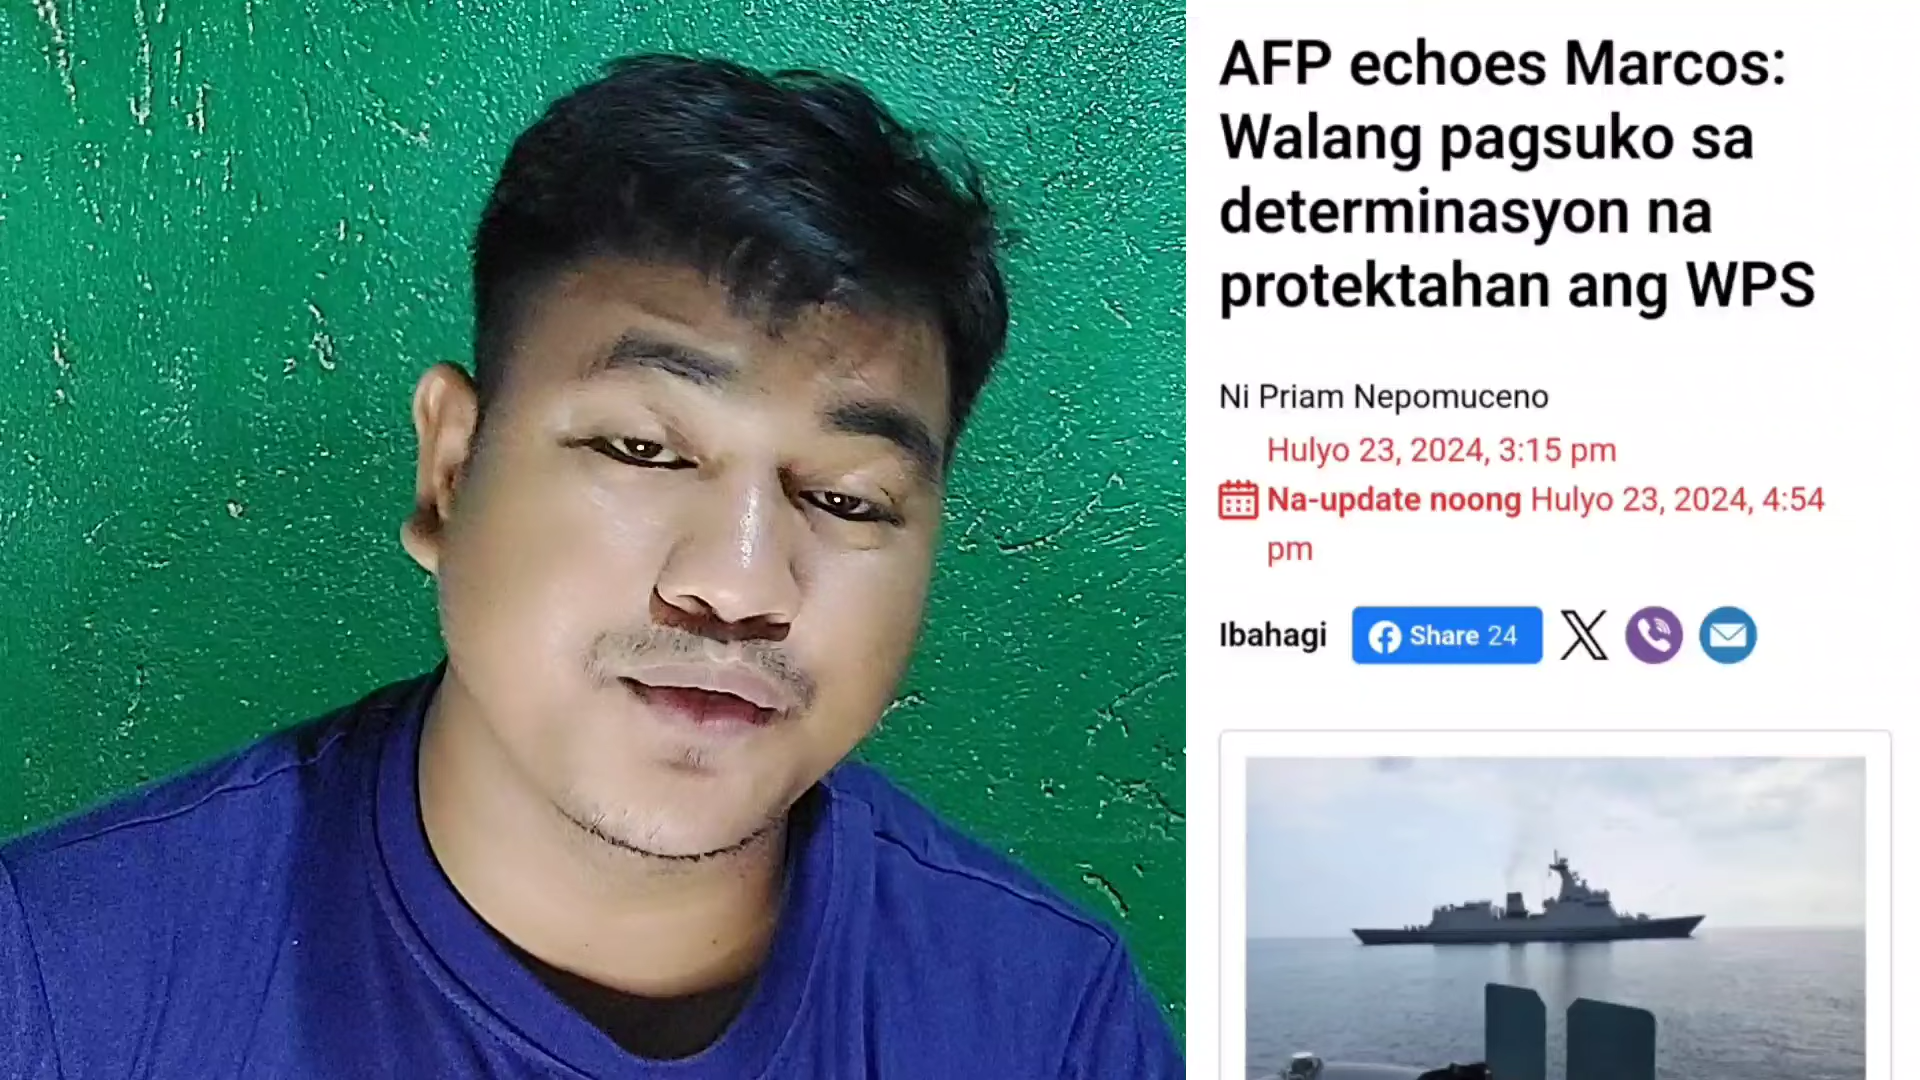 AFP echoes Marcos:
Walang pagsuko sa
determinasyon na
protektahan ang WPS
Ni Priam Nepomuceno
Hulyo 23, 2024, 3:15 pm
Na-update noong Hulyo 23, 2024, 4:54
pm
Ibahagi Share 24